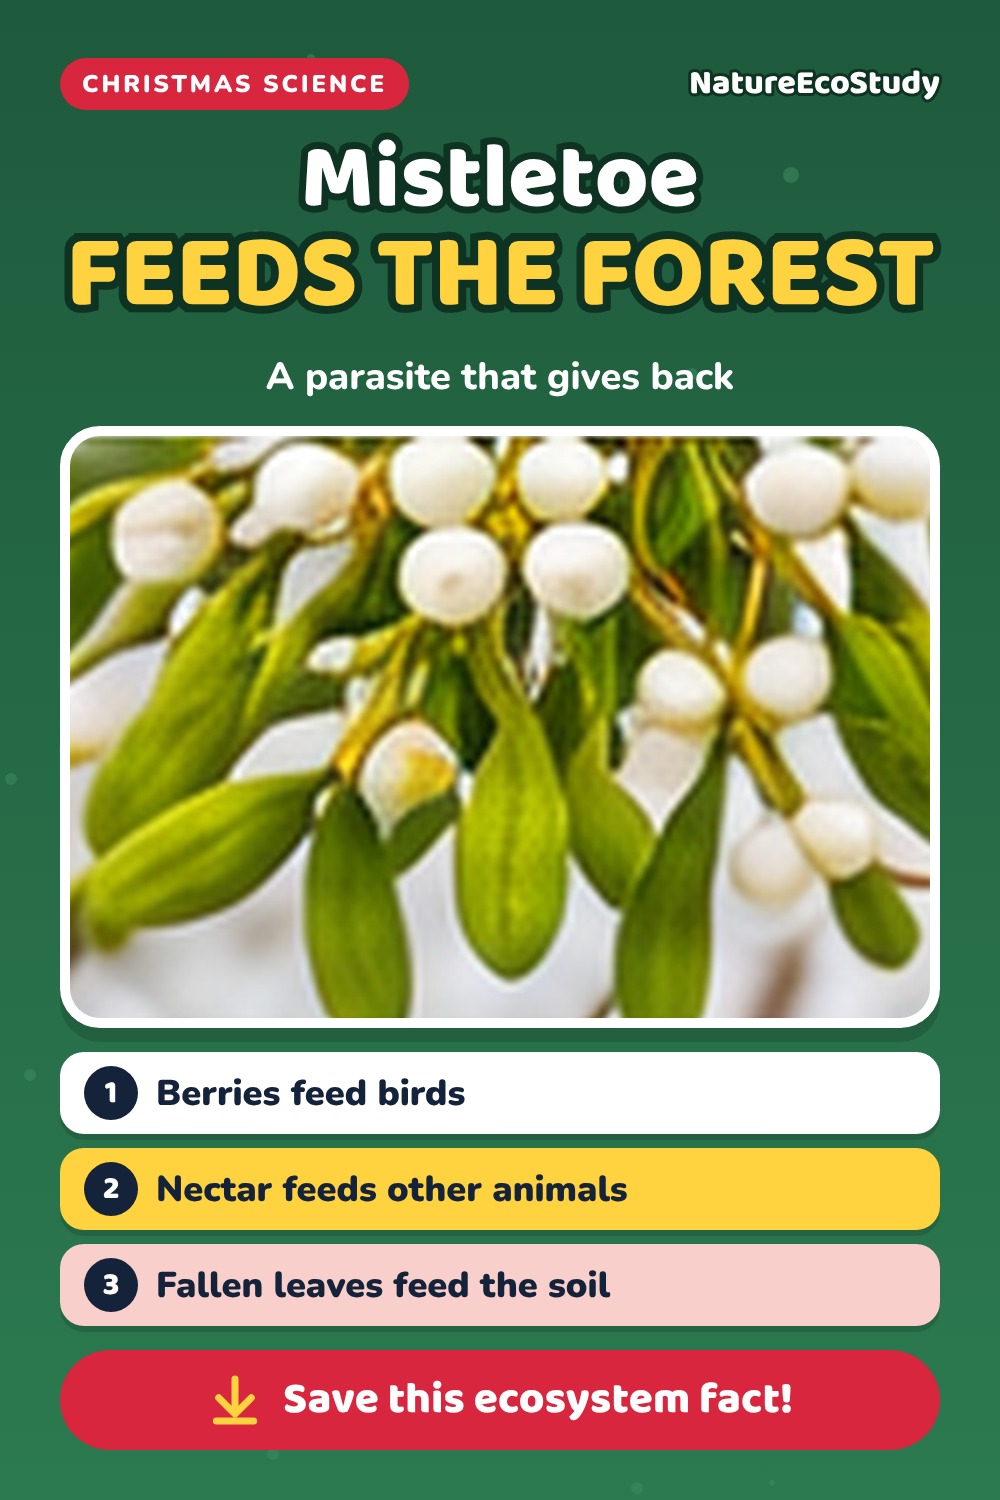 CHRISTMAS SCIENCE
NatureEcoStudy
Mistletoe
FEEDS THE FOREST
A parasite that gives back
1 Berries feed birds
2 Nectar feeds other animals
3 Fallen leaves feed the soil
Save this ecosystem fact!